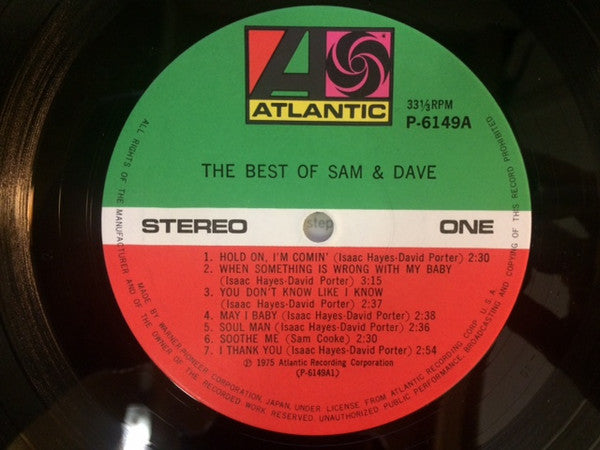 ATLANTIC
33⅓RPM
P-6149A
THE BEST OF SAM & DAVE
STEREO
step
ONE
1. HOLD ON, I'M COMIN' (Isaac Hayes-David Porter) 2:30
2. WHEN SOMETHING IS WRONG WITH MY BABY
(Isaac Hayes-David Porter) 3:15
3. YOU DON'T KNOW LIKE I KNOW
(Isaac Hayes-David Porter) 2:37
4. MAY I BABY (Isaac Hayes-David Porter) 2:38
5. SOUL MAN (Isaac Hayes-David Porter) 2:36
6. SOOTHE ME (Sam Cooke) 2:30
7. I THANK YOU (Isaac Hayes-David Porter) 2:54
Ⓟ 1975 Atlantic Recording Corporation
(P-6149A1)
MADE BY WARNER-PIONEER CORPORATION, JAPAN, UNDER LICENSE FROM ATLANTIC RECORDING CORP. U.S.A.
ALL RIGHTS OF THE MANUFACTURER AND OF THE OWNER OF THE RECORDED WORK RESERVED. UNAUTHORIZED PUBLIC PERFORMANCE, BROADCASTING AND COPYING OF THIS RECORD PROHIBITED